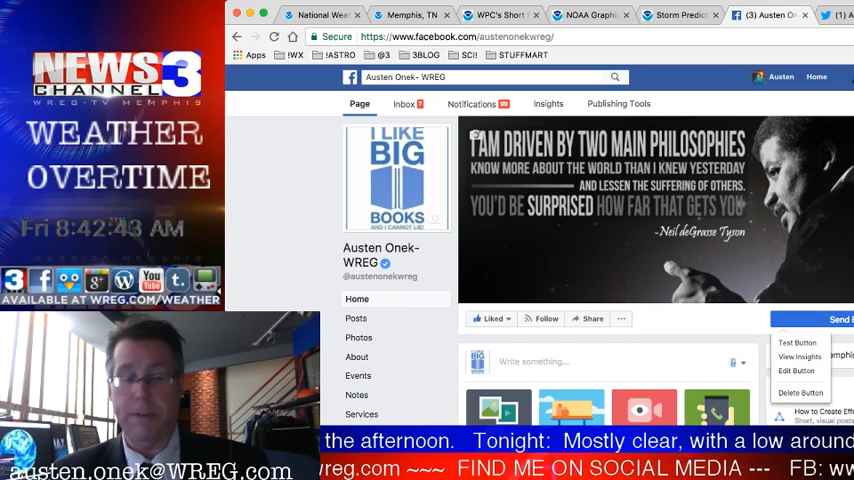 NEWS
CHANNEL 3
WREG-TV MEMPHIS
WEATHER
OVERTIME
Fri 8:42:43 AM
AVAILABLE AT WREG.COM/WEATHER
austen.onek@WREG.com
National Weat
Memphis, TN
WPC's Short R
NOAA Graphi
Storm Predict
(3) Austen On
Secure https://www.facebook.com/austenonekwreg/
Apps !WX !ASTRO @3 3BLOG SCI! STUFFMART
Austen Onek- WREG
Austen Home
Page Inbox 7 Notifications 99 Insights Publishing Tools
I LIKE
BIG
BOOKS
AND I CANNOT LIE!
I AM DRIVEN BY TWO MAIN PHILOSOPHIES
KNOW MORE ABOUT THE WORLD THAN I KNEW YESTERDAY
AND LESSEN THE SUFFERING OF OTHERS.
YOU'D BE SURPRISED HOW FAR THAT GETS YOU
~Neil deGrasse Tyson
Austen Onek-
WREG
@austenonekwreg
Home
Posts
Photos
About
Events
Notes
Services
Liked Follow Share ...
Send E
Test Button
View Insights
Edit Button
Delete Button
Write something...
How to Create Effe
Short, visual posts
the afternoon. Tonight: Mostly clear, with a low around
wreg.com ~~~ FIND ME ON SOCIAL MEDIA --- FB: ww